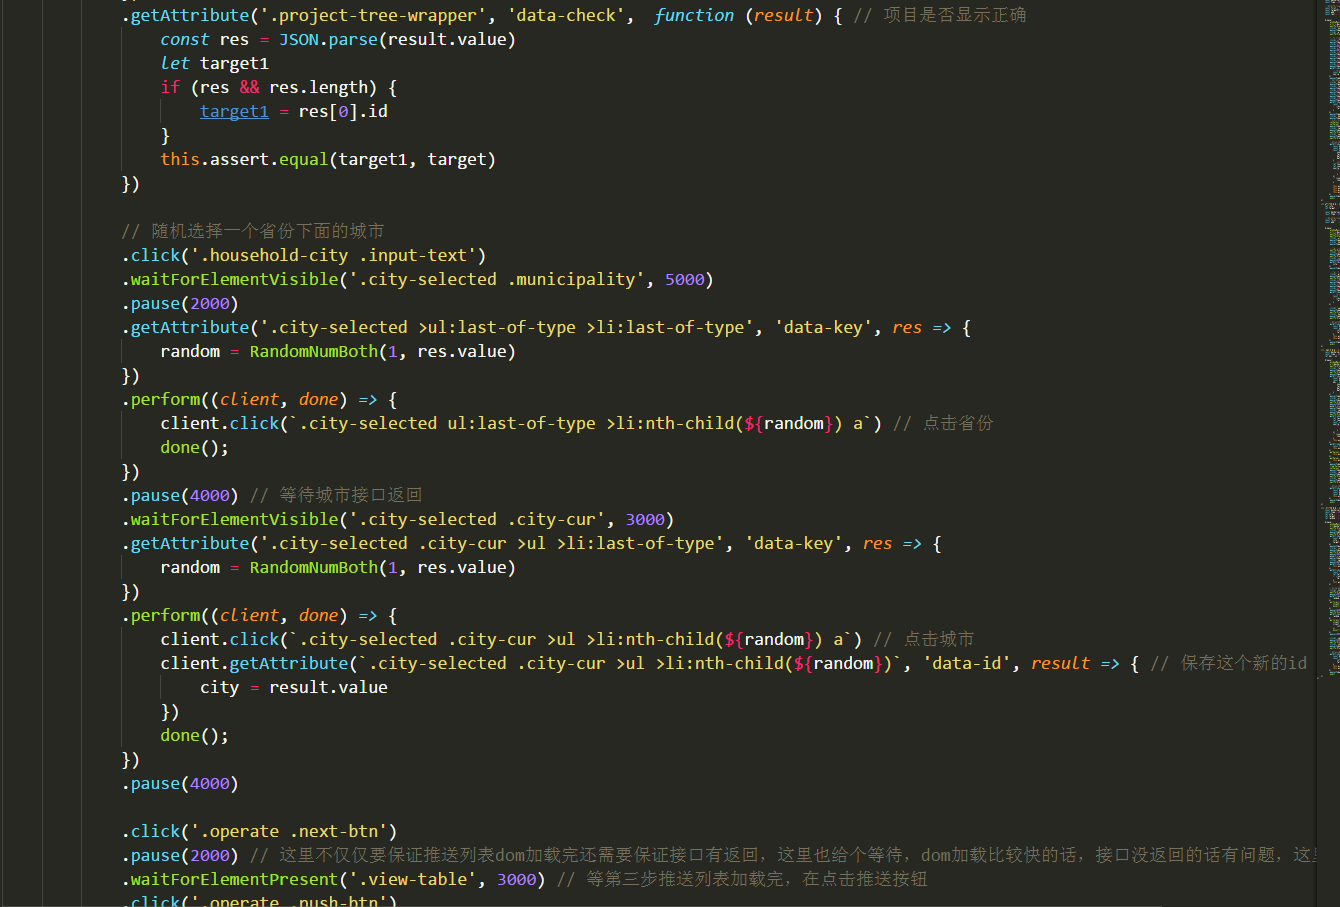 .getAttribute('.project-tree-wrapper', 'data-check',  function (result) { // 项目是否显示正确
const res = JSON.parse(result.value)
let target1
if (res && res.length) {
target1 = res[0].id
}
this.assert.equal(target1, target)
})
// 随机选择一个省份下面的城市
.click('.household-city .input-text')
.waitForElementVisible('.city-selected .municipality', 5000)
.pause(2000)
.getAttribute('.city-selected >ul:last-of-type >li:last-of-type', 'data-key', res => {
random = RandomNumBoth(1, res.value)
})
.perform((client, done) => {
client.click(`.city-selected ul:last-of-type >li:nth-child(${random}) a`) // 点击省份
done();
})
.pause(4000) // 等待城市接口返回
.waitForElementVisible('.city-selected .city-cur', 3000)
.getAttribute('.city-selected .city-cur >ul >li:last-of-type', 'data-key', res => {
random = RandomNumBoth(1, res.value)
})
.perform((client, done) => {
client.click(`.city-selected .city-cur >ul >li:nth-child(${random}) a`) // 点击城市
client.getAttribute(`.city-selected .city-cur >ul >li:nth-child(${random})`, 'data-id', result => { // 保存这个新的id
city = result.value
})
done();
})
.pause(4000)
.click('.operate .next-btn')
.pause(2000) // 这里不仅仅要保证推送列表dom加载完还需要保证接口有返回，这里也给个等待，dom加载比较快的话，接口没返回的话有问题，这
.waitForElementPresent('.view-table', 3000) // 等第三步推送列表加载完，在点击推送按钮
.click('.operate .push-btn')